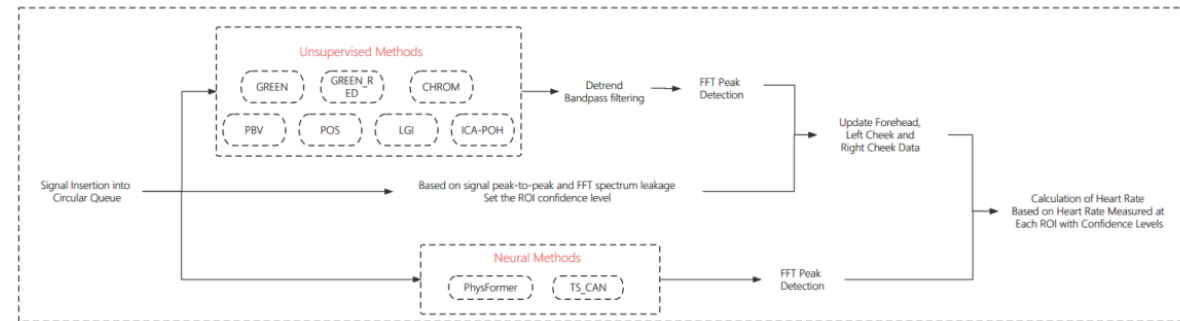 Unsupervised Methods
GREEN
GREEN_R
ED
CHROM
PBV
POS
LGI
ICA-POH
Detrend
Bandpass filtering
FFT Peak
Detection
Update Forehead,
Left Cheek and
Right Cheek Data
Signal Insertion into
Circular Queue
Based on signal peak-to-peak and FFT spectrum leakage
Set the ROI confidence level
Calculation of Heart Rate
Based on Heart Rate Measured at
Each ROI with Confidence Levels
Neural Methods
PhysFormer
TS_CAN
FFT Peak
Detection